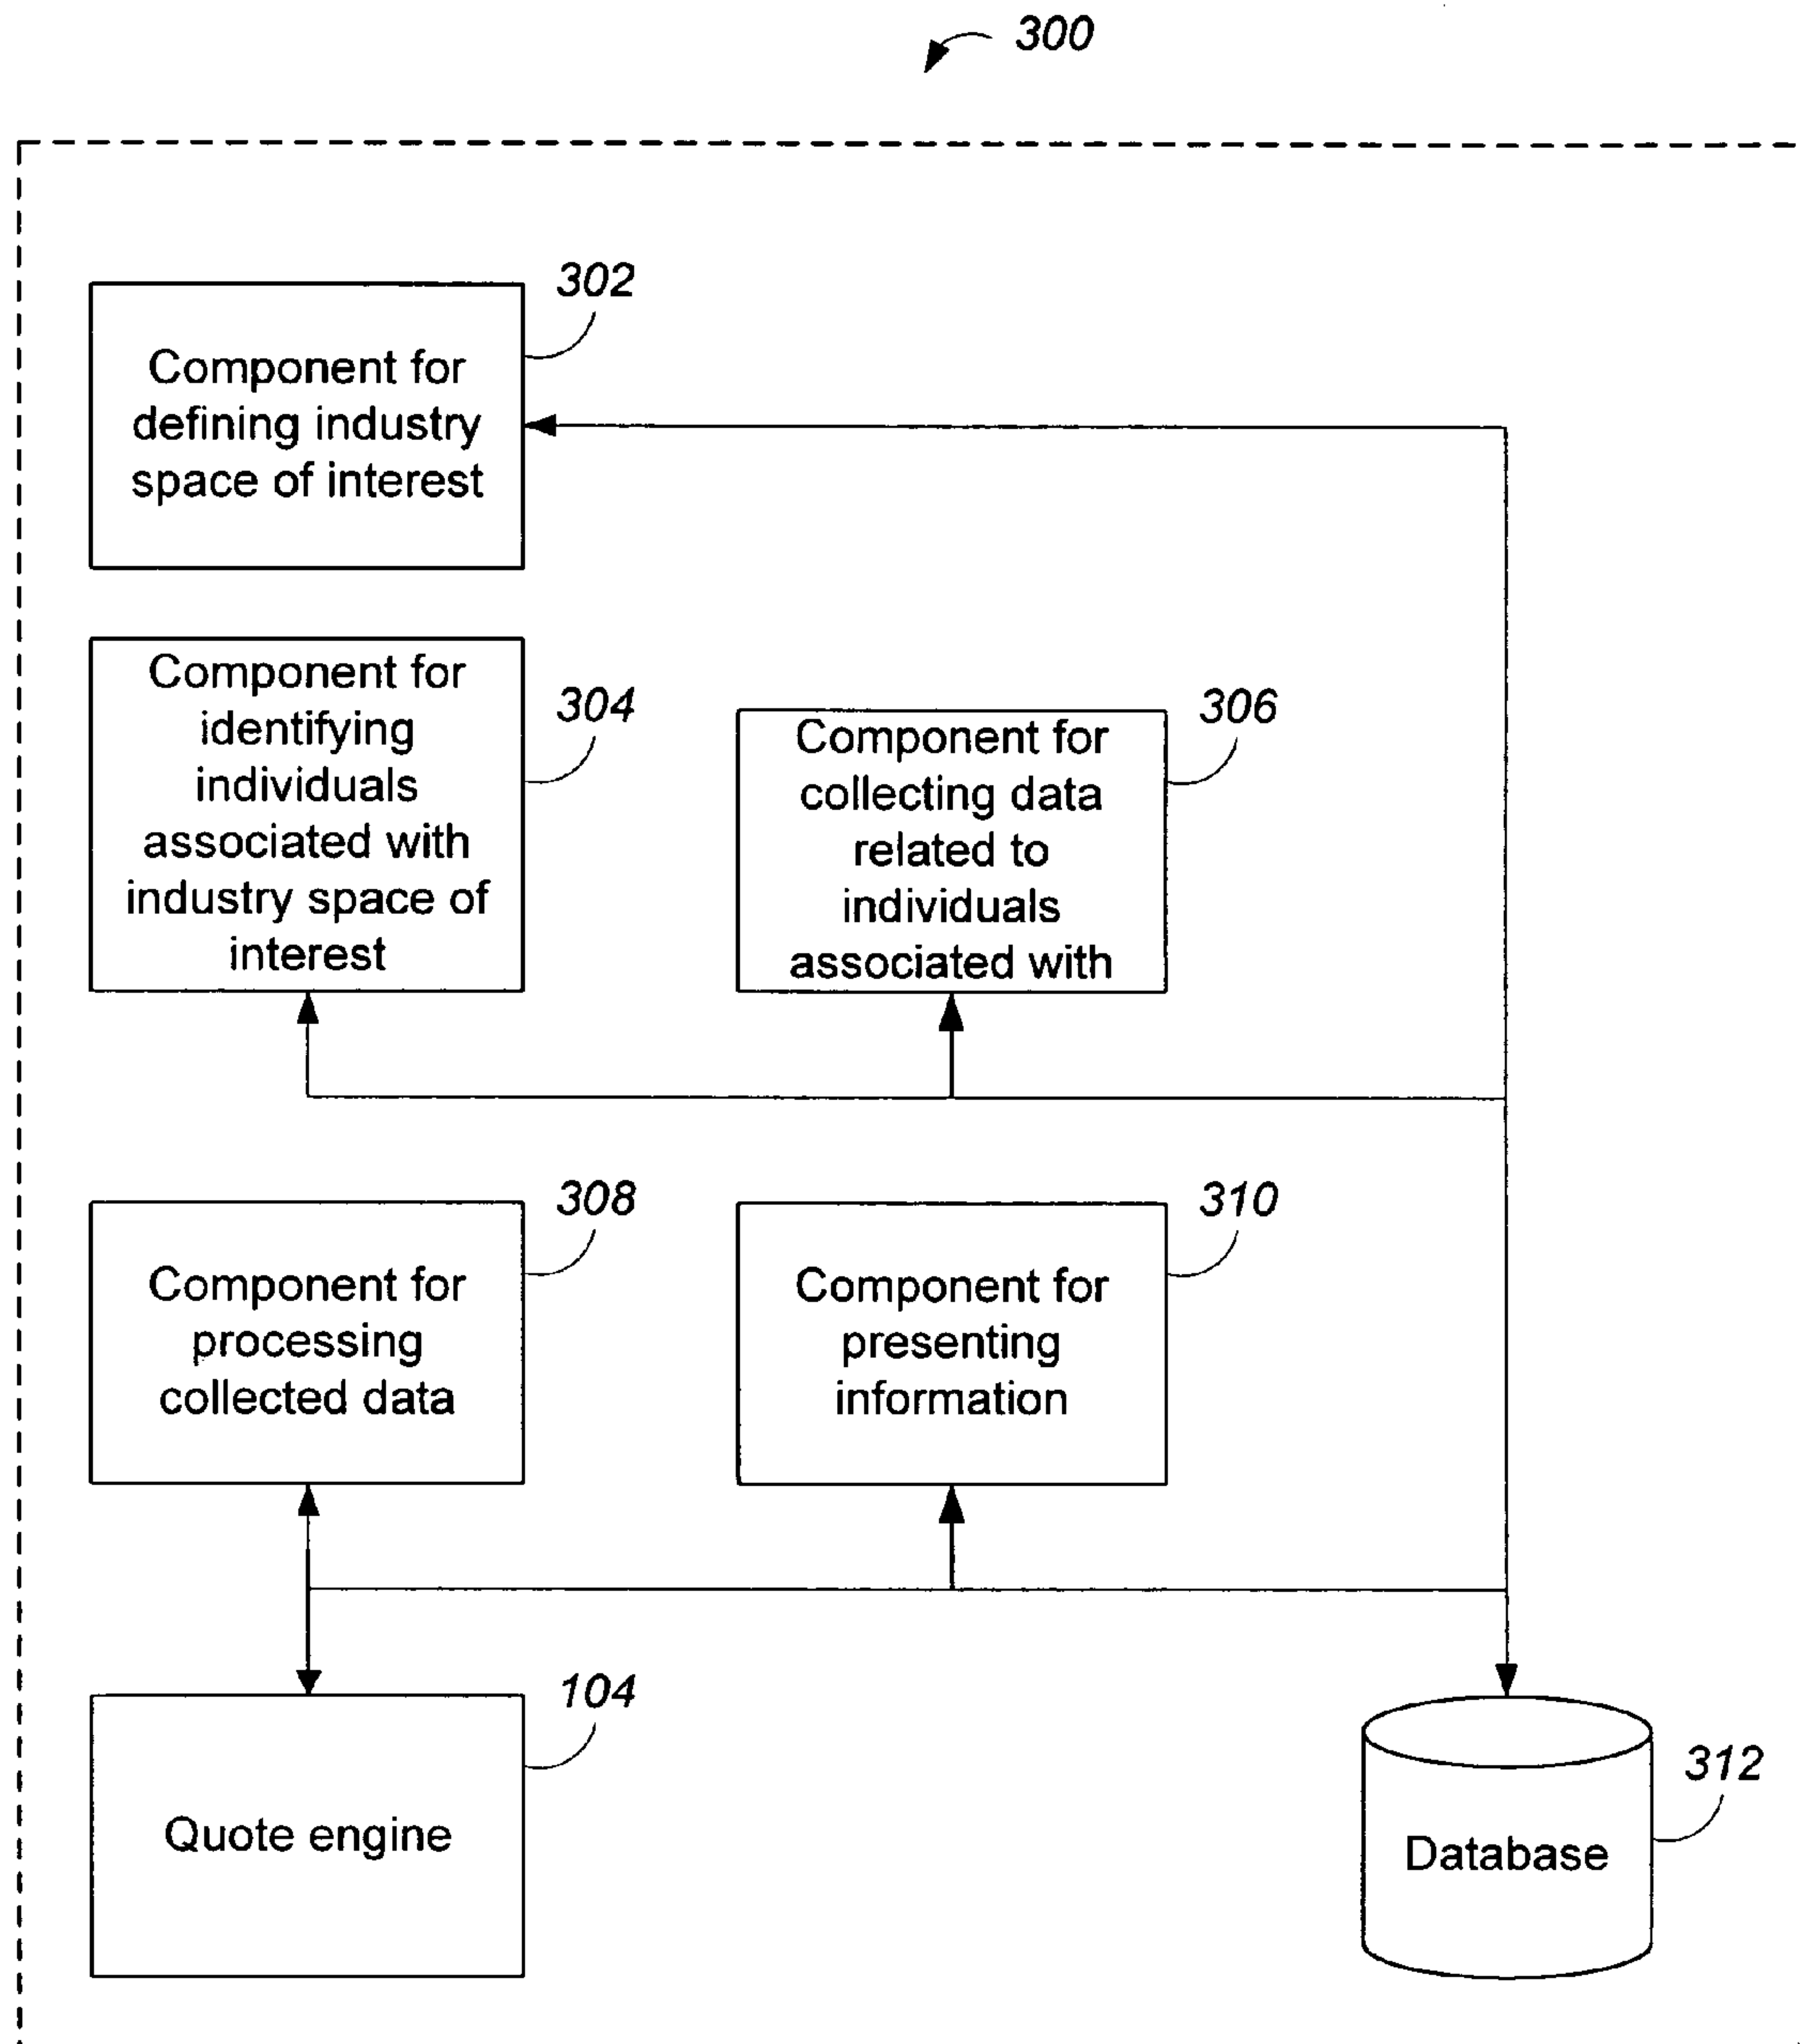 300
302
Component for
defining industry
space of interest
304
Component for
identifying
individuals
associated with
industry space of
interest
306
Component for
collecting data
related to
individuals
associated with
308
Component for
processing
collected data
310
Component for
presenting
information
104
Quote engine
312
Database